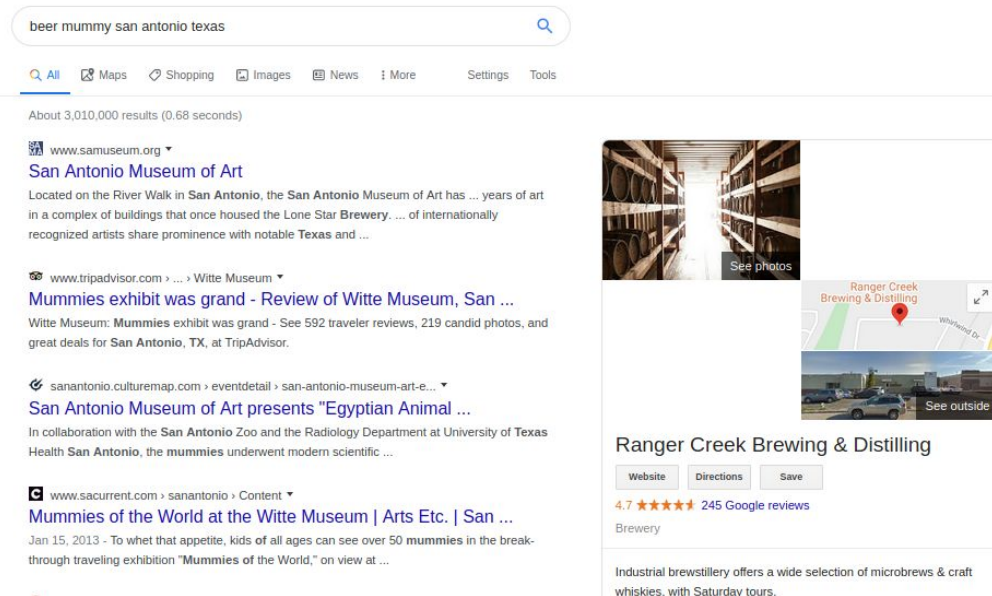 beer mummy san antonio texas
All Maps Shopping Images News More Settings Tools
About 3,010,000 results (0.68 seconds)
SA
MA
www.samuseum.org
San Antonio Museum of Art
Located on the River Walk in San Antonio, the San Antonio Museum of Art has ... years of art
in a complex of buildings that once housed the Lone Star Brewery. ... of internationally
recognized artists share prominence with notable Texas and ...
www.tripadvisor.com › ... › Witte Museum
Mummies exhibit was grand - Review of Witte Museum, San ...
Witte Museum: Mummies exhibit was grand - See 592 traveler reviews, 219 candid photos, and
great deals for San Antonio, TX, at TripAdvisor.
sanantonio.culturemap.com › eventdetail › san-antonio-museum-art-e...
San Antonio Museum of Art presents "Egyptian Animal ...
In collaboration with the San Antonio Zoo and the Radiology Department at University of Texas
Health San Antonio, the mummies underwent modern scientific ...
C
www.sacurrent.com › sanantonio › Content
Mummies of the World at the Witte Museum | Arts Etc. | San ...
Jan 15, 2013 - To whet that appetite, kids of all ages can see over 50 mummies in the break-
through traveling exhibition "Mummies of the World," on view at ...
See photos
Ranger Creek
Brewing & Distilling
Whirlwind Dr
See outside
Ranger Creek Brewing & Distilling
Website Directions Save
4.7 245 Google reviews
Brewery
Industrial brewstillery offers a wide selection of microbrews & craft
whiskies, with Saturday tours.